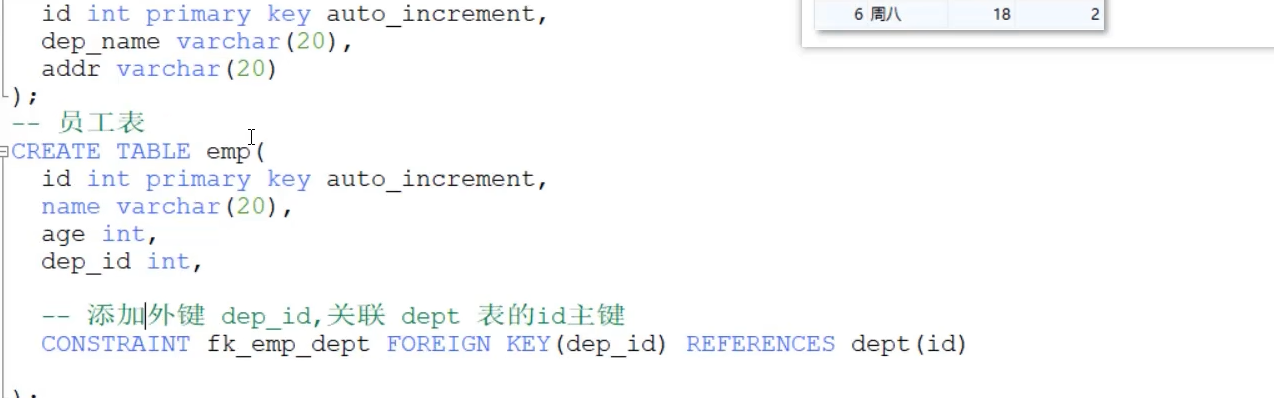 id int primary key auto_increment,
dep_name varchar(20),
addr varchar(20)
);
-- 员工表
CREATE TABLE emp(
id int primary key auto_increment,
name varchar(20),
age int,
dep_id int,
-- 添加外键 dep_id,关联 dept 表的id主键
CONSTRAINT fk_emp_dept FOREIGN KEY(dep_id) REFERENCES dept(id)
);
6 周八 18 2